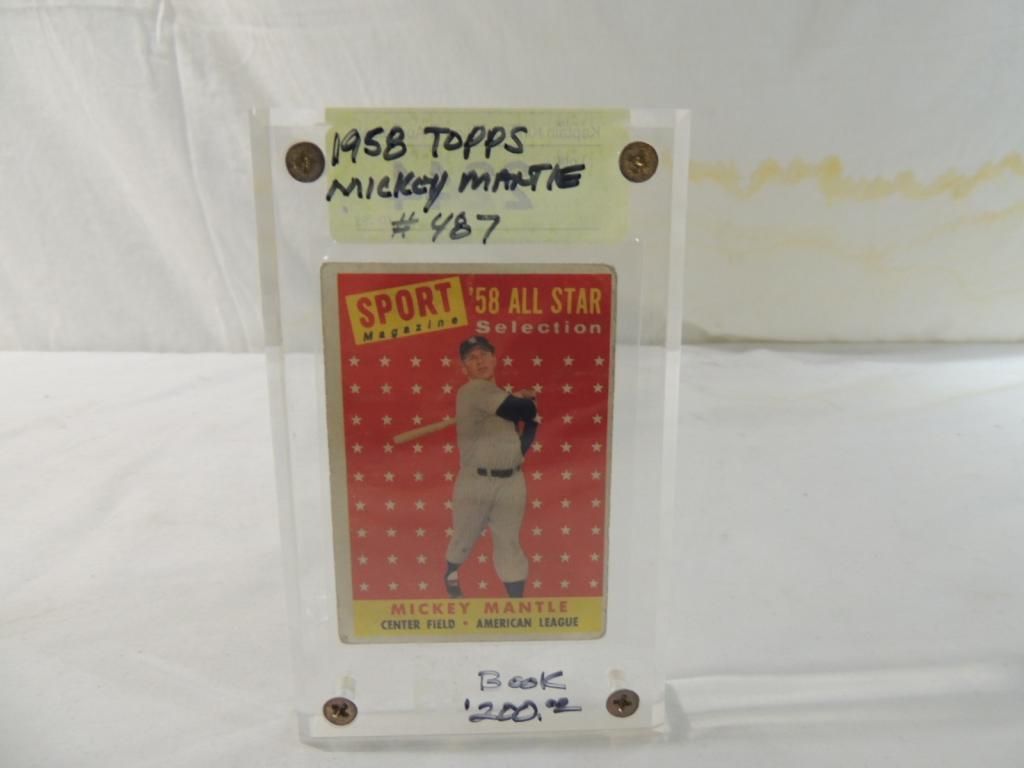 1958 TOPPS
MICKEY MANTLE
# 487
SPORT
Magazine
'58 ALL STAR
Selection
MICKEY MANTLE
CENTER FIELD • AMERICAN LEAGUE
BOOK
'200.00